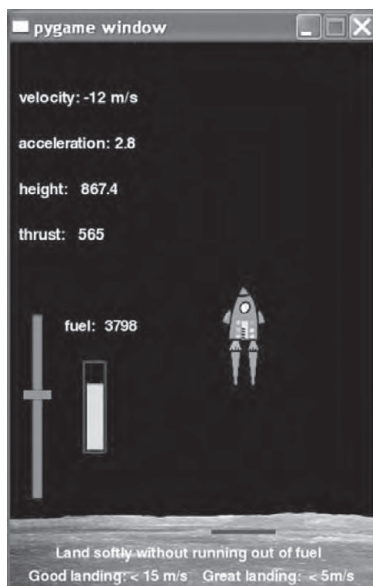 pygame window
velocity: -12 m/s
acceleration: 2.8
height: 867.4
thrust: 565
fuel: 3798
Land softly without running out of fuel
Good landing: < 15 m/s Great landing: < 5m/s